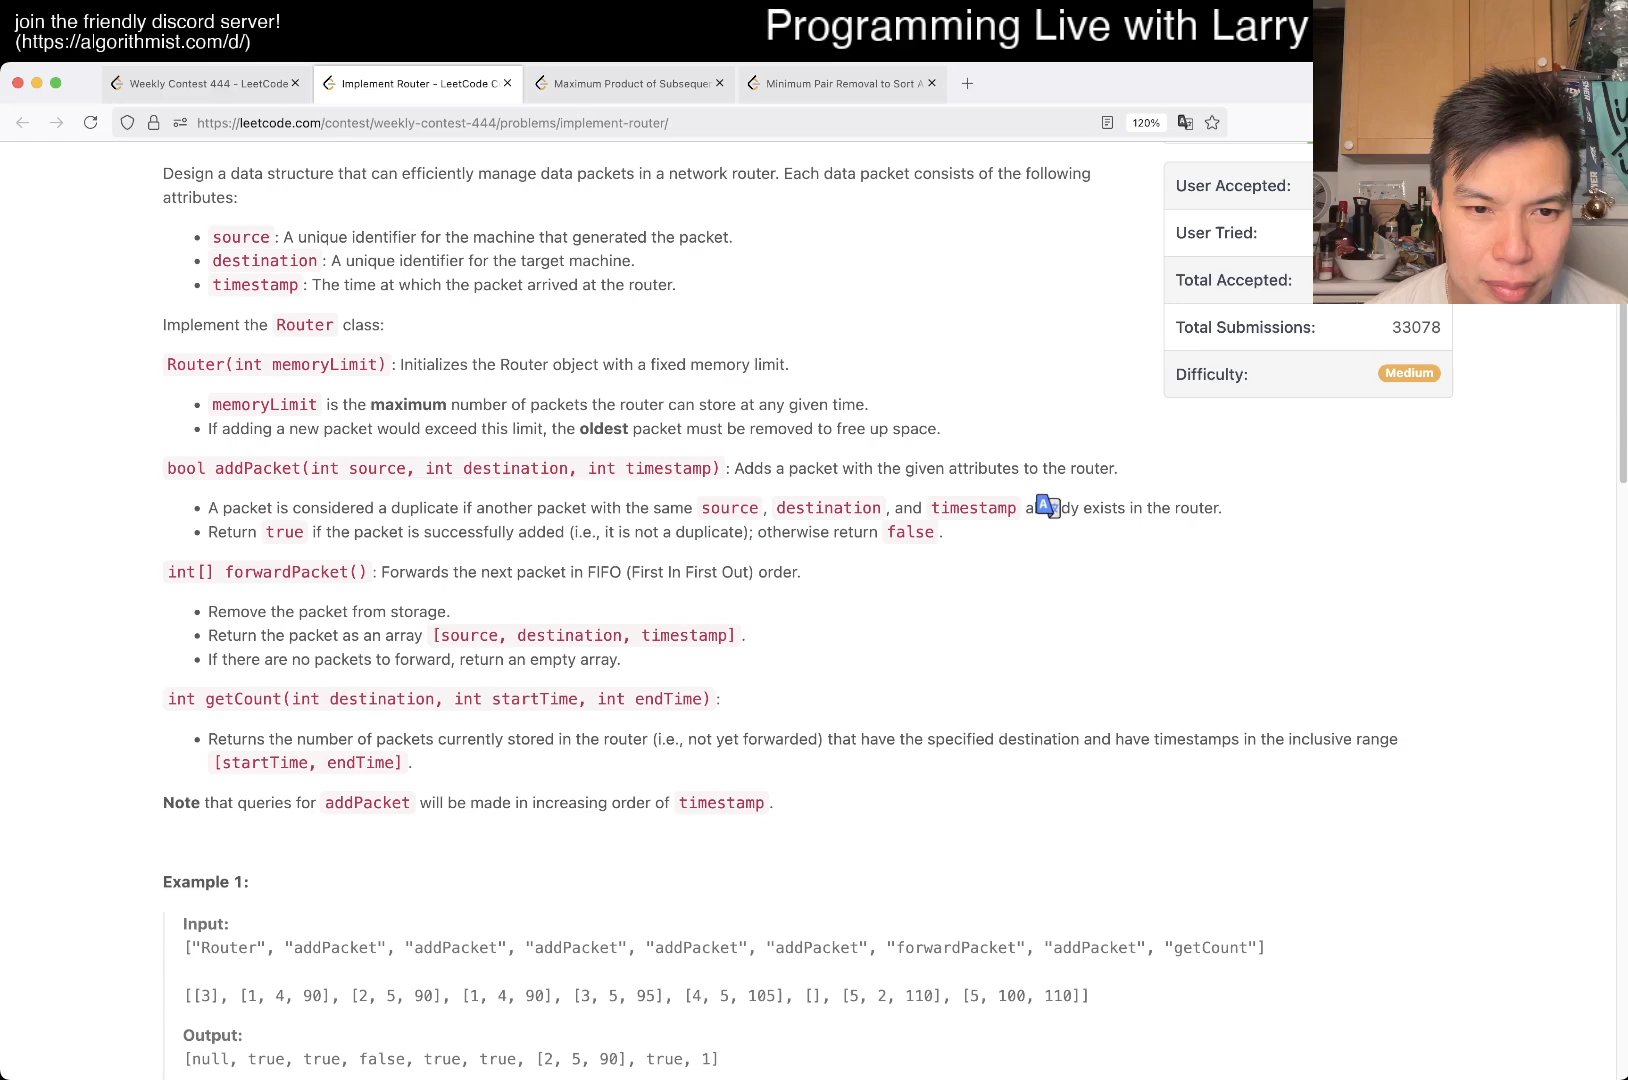 join the friendly discord server!
(https://algorithmist.com/d/)
Programming Live with Larry
Weekly Contest 444 - LeetCode
Implement Router - LeetCode C
Maximum Product of Subsequen
Minimum Pair Removal to Sort A
https://leetcode.com/contest/weekly-contest-444/problems/implement-router/
120%
Design a data structure that can efficiently manage data packets in a network router. Each data packet consists of the following
attributes:
• source : A unique identifier for the machine that generated the packet.
• destination : A unique identifier for the target machine.
• timestamp : The time at which the packet arrived at the router.
Implement the Router class:
Router(int memoryLimit) : Initializes the Router object with a fixed memory limit.
• memoryLimit is the maximum number of packets the router can store at any given time.
• If adding a new packet would exceed this limit, the oldest packet must be removed to free up space.
bool addPacket(int source, int destination, int timestamp) : Adds a packet with the given attributes to the router.
• A packet is considered a duplicate if another packet with the same source, destination, and timestamp a dy exists in the router.
• Return true if the packet is successfully added (i.e., it is not a duplicate); otherwise return false.
int[] forwardPacket() : Forwards the next packet in FIFO (First In First Out) order.
• Remove the packet from storage.
• Return the packet as an array [source, destination, timestamp].
• If there are no packets to forward, return an empty array.
int getCount(int destination, int startTime, int endTime) :
• Returns the number of packets currently stored in the router (i.e., not yet forwarded) that have the specified destination and have timestamps in the inclusive range
[startTime, endTime].
Note that queries for addPacket will be made in increasing order of timestamp.
Example 1:
Input:
["Router", "addPacket", "addPacket", "addPacket", "addPacket", "addPacket", "forwardPacket", "addPacket", "getCount"]
[[3], [1, 4, 90], [2, 5, 90], [1, 4, 90], [3, 5, 95], [4, 5, 105], [], [5, 2, 110], [5, 100, 110]]
Output:
[null, true, true, false, true, true, [2, 5, 90], true, 1]
User Accepted:
User Tried:
Total Accepted:
Total Submissions: 33078
Difficulty: Medium